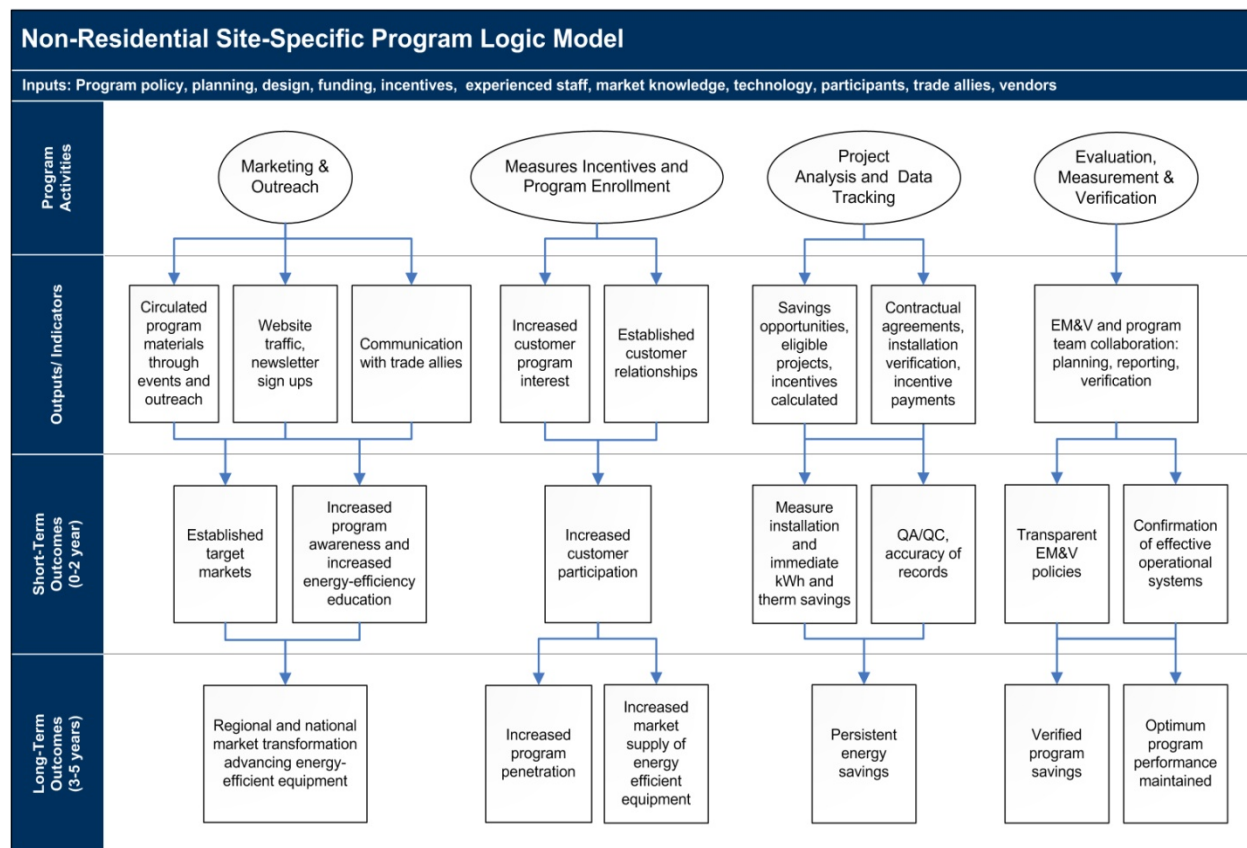 Non-Residential Site-Specific Program Logic Model
Inputs: Program policy, planning, design, funding, incentives, experienced staff, market knowledge, technology, participants, trade allies, vendors
Program
Activities
Marketing &
Outreach
Measures Incentives and
Program Enrollment
Project
Analysis and Data
Tracking
Evaluation,
Measurement &
Verification
Outputs/ Indicators
Circulated
program
materials
through
events and
outreach
Website
traffic,
newsletter
sign ups
Communication
with trade allies
Increased
customer
program
interest
Established
customer
relationships
Savings
opportunities,
eligible
projects,
incentives
calculated
Contractual
agreements,
installation
verification,
incentive
payments
EM&V and program
team collaboration:
planning, reporting,
verification
Short-Term
Outcomes
(0-2 year)
Established
target
markets
Increased
program
awareness and
increased
energy-efficiency
education
Increased
customer
participation
Measure
installation
and
immediate
kWh and
therm savings
QA/QC,
accuracy of
records
Transparent
EM&V
policies
Confirmation
of effective
operational
systems
Long-Term
Outcomes
(3-5 years)
Regional and national
market transformation
advancing energy-
efficient equipment
Increased
program
penetration
Increased
market
supply of
energy
efficient
equipment
Persistent
energy
savings
Verified
program
savings
Optimum
program
performance
maintained